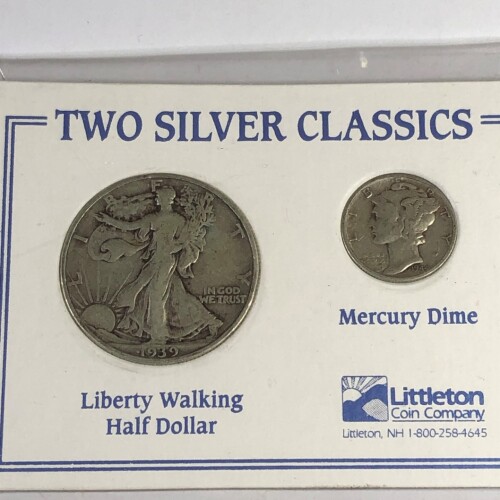 TWO SILVER CLASSICS
LIBERTY
IN GOD
WE TRUST
1939
Liberty Walking
Half Dollar
Mercury Dime
Littleton
Coin Company
Littleton, NH 1-800-258-4645